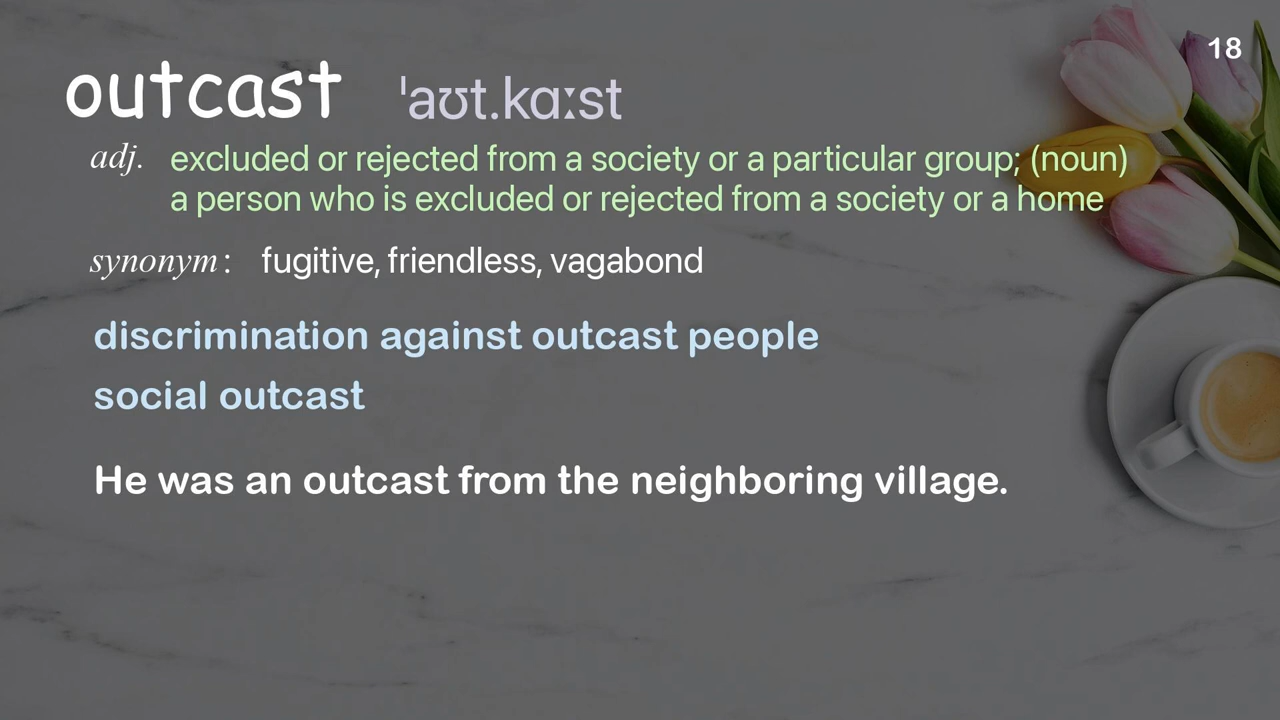 18
outcast ˈaʊt.kɑːst
adj. excluded or rejected from a society or a particular group; (noun)
a person who is excluded or rejected from a society or a home
synonym : fugitive, friendless, vagabond
discrimination against outcast people
social outcast
He was an outcast from the neighboring village.